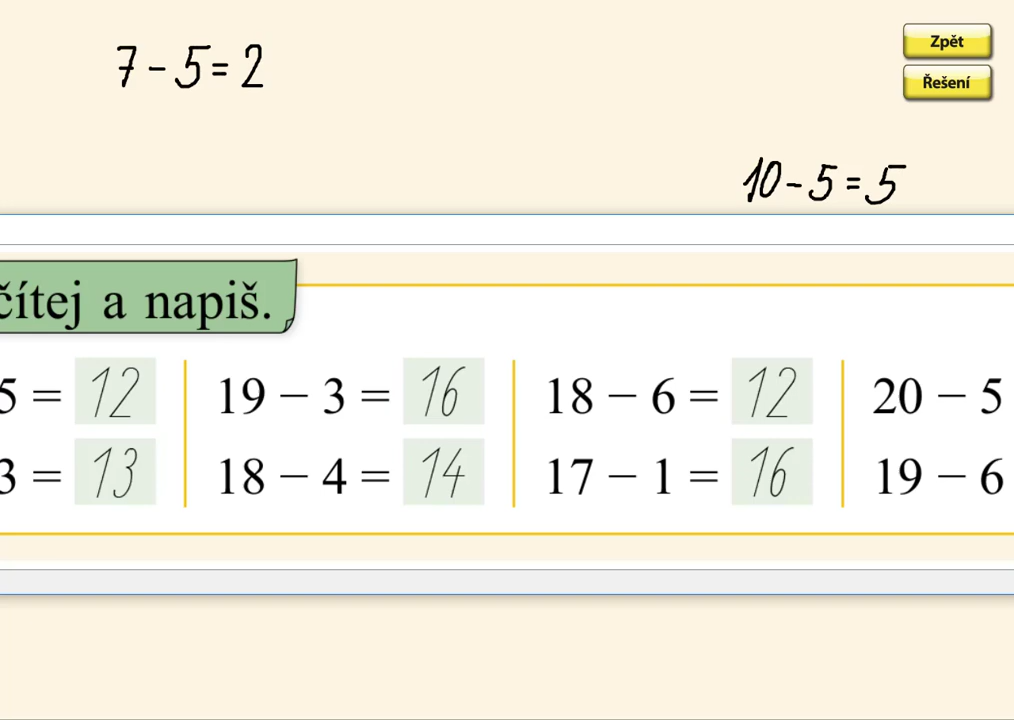 7-5=2
Zpět
Řešení
10-5=5
čítej a napiš.
5 = 12 19 − 3 = 16 18 − 6 = 12 20 − 5
3 = 13 18 − 4 = 14 17 − 1 = 16 19 − 6